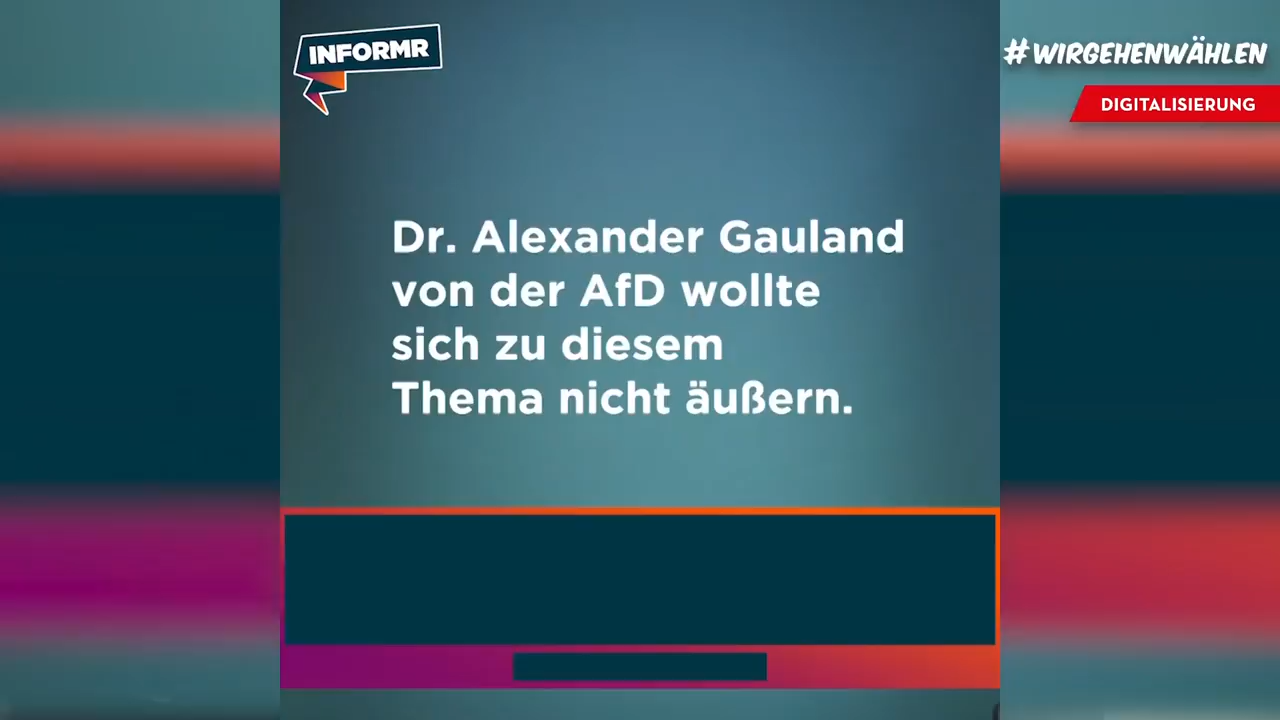 INFORMR
#WIRGEHENWÄHLEN
DIGITALISIERUNG
Dr. Alexander Gauland
von der AfD wollte
sich zu diesem
Thema nicht äußern.